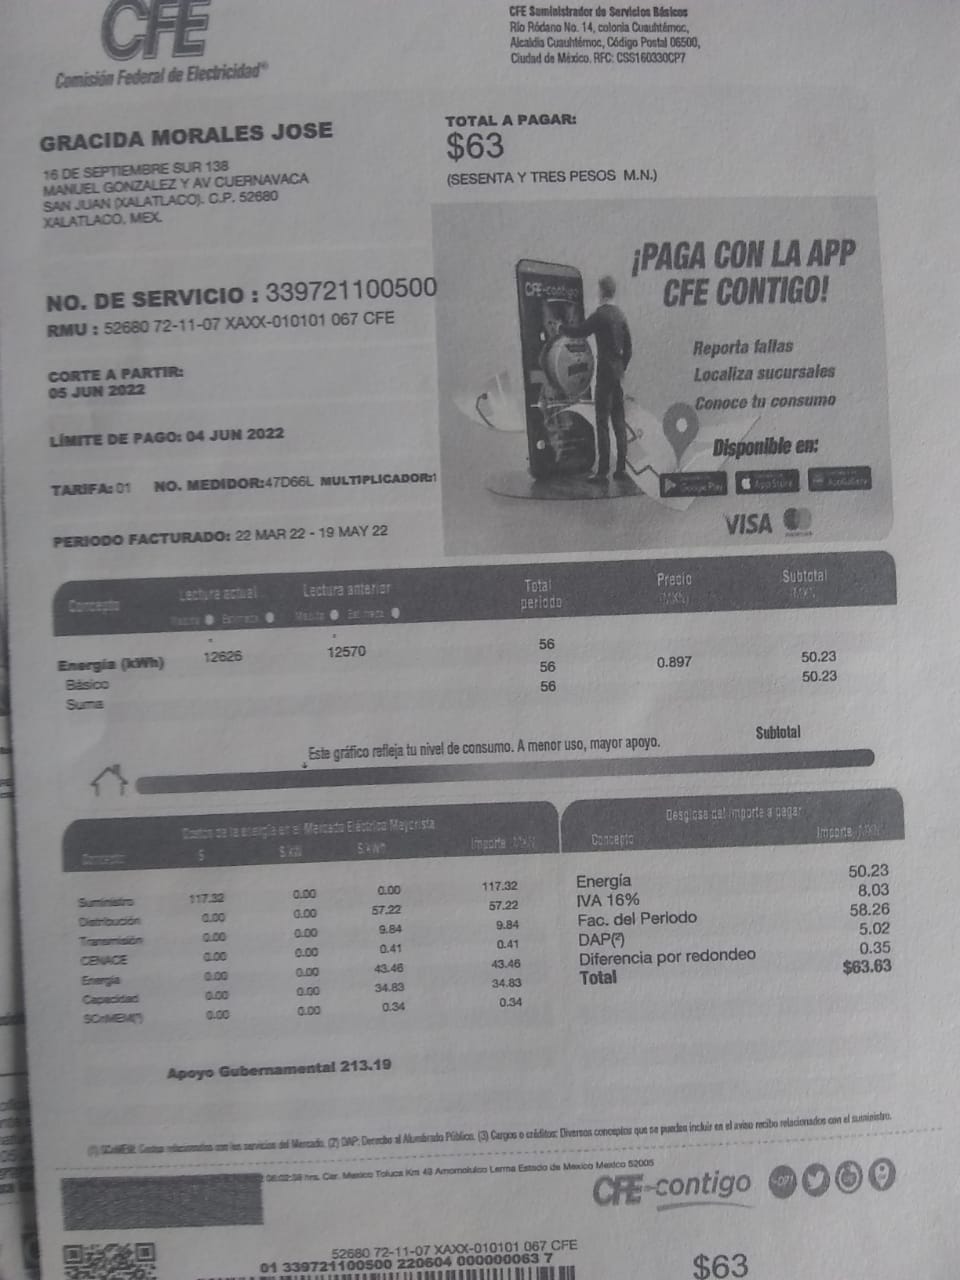 CFE
Comisión Federal de Electricidad®
CFE Suministrador de Servicios Básicos
Río Ródano No. 14, colonia Cuauhtémoc,
Alcaldía Cuauhtémoc, Código Postal 06500,
Ciudad de México. RFC: CSS160330CP7
GRACIDA MORALES JOSE
16 DE SEPTIEMBRE SUR 138
MANUEL GONZALEZ Y AV CUERNAVACA
SAN JUAN (XALATLACO). C.P. 52680
XALATLACO, MEX.
TOTAL A PAGAR:
$63
(SESENTA Y TRES PESOS M.N.)
NO. DE SERVICIO : 339721100500
RMU : 52680 72-11-07 XAXX-010101 067 CFE
CORTE A PARTIR:
05 JUN 2022
LÍMITE DE PAGO: 04 JUN 2022
TARIFA: 01 NO. MEDIDOR:47D66L MULTIPLICADOR:1
PERIODO FACTURADO: 22 MAR 22 - 19 MAY 22
CFE-contigo
¡PAGA CON LA APP
CFE CONTIGO!
Reporta fallas
Localiza sucursales
Conoce tu consumo
Disponible en:
Google Play App Store AppGallery
VISA
Concepto Lectura actual Lectura anterior Total periodo Precio (MXN) Subtotal (MXN)
Medida Estimada Medida Estimada
Energía (kWh) 12626 12570 56
Básico 56 0.897 50.23
Suma 56 50.23
Subtotal
Este gráfico refleja tu nivel de consumo. A menor uso, mayor apoyo.
Costos de la energía en el Mercado Eléctrico Mayorista
Concepto $ $/kW $/kWh Importe (MXN)
Suministro 117.32 0.00 0.00 117.32
Distribución 0.00 0.00 57.22 57.22
Transmisión 0.00 0.00 9.84 9.84
CENACE 0.00 0.00 0.41 0.41
Energía 0.00 0.00 43.46 43.46
Capacidad 0.00 0.00 34.83 34.83
SCnMEM(¹) 0.00 0.00 0.34 0.34
Desglose del importe a pagar
Concepto Importe (MXN)
Energía 50.23
IVA 16% 8.03
Fac. del Periodo 58.26
DAP(²) 5.02
Diferencia por redondeo 0.35
Total $63.63
Apoyo Gubernamental 213.19
(1) SCnMEM: Costos relacionados con los servicios del Mercado. (2) DAP: Derecho al Alumbrado Público. (3) Cargos o créditos: Diversos conceptos que se pueden incluir en el aviso recibo relacionados con el suministro.
hrs. Car. Mexico Toluca Km 49 Amomolulco Lerma Estado de Mexico Mexico 52005
CFE-contigo
071
52680 72-11-07 XAXX-010101 067 CFE
01 339721100500 220604 000000063 7
$63